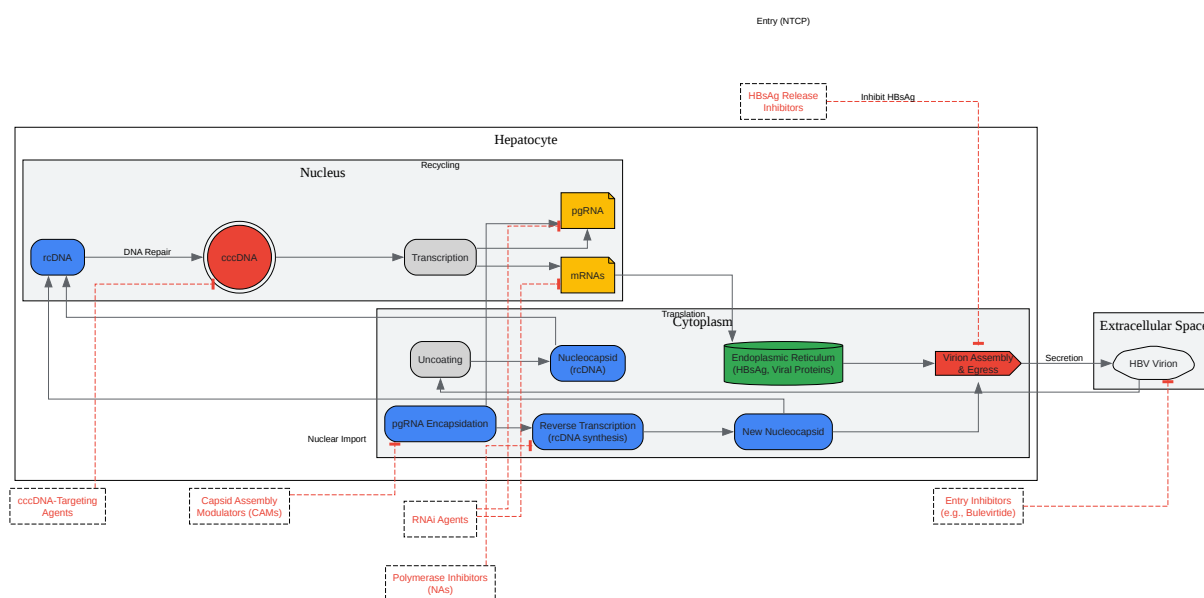 Entry (NTCP)
HBsAg Release
Inhibitors
Inhibit HBsAg
Hepatocyte
Recycling
Nucleus
pgRNA
rcDNA
DNA Repair
cccDNA
Transcription
mRNAs
Translation
Cytoplasm
Extracellular Space
Uncoating
Nucleocapsid
(rcDNA)
Endoplasmic Reticulum
(HBsAg, Viral Proteins)
Virion Assembly
& Egress
Secretion
HBV Virion
pgRNA Encapsidation
Reverse Transcription
(rcDNA synthesis)
New Nucleocapsid
Nuclear Import
cccDNA-Targeting
Agents
Capsid Assembly
Modulators (CAMs)
RNAi Agents
Entry Inhibitors
(e.g., Bulevirtide)
Polymerase Inhibitors
(NAs)